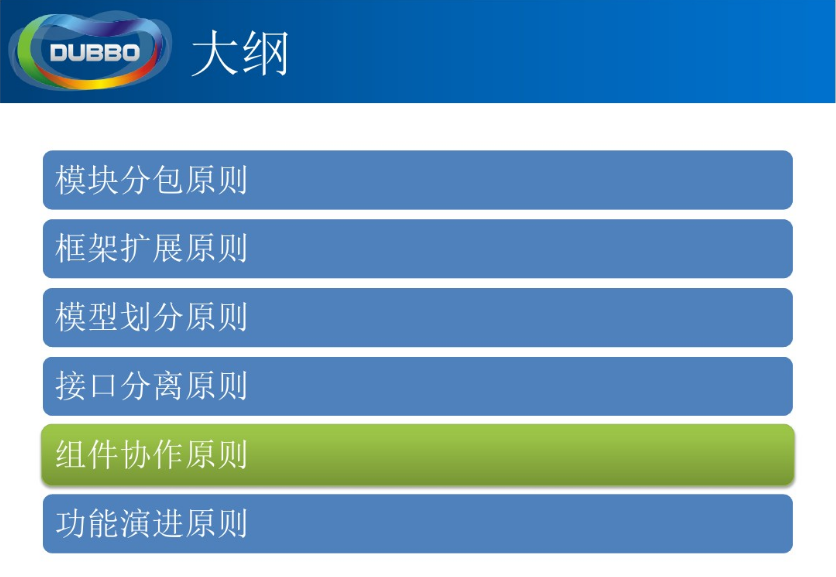 DUBBO
大纲
模块分包原则
框架扩展原则
模型划分原则
接口分离原则
组件协作原则
功能演进原则